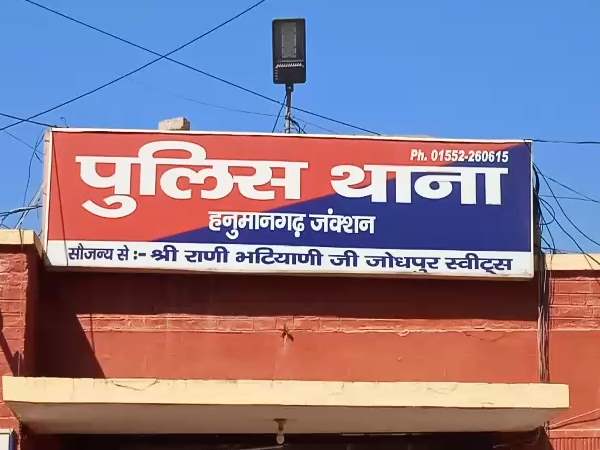 Ph. 01552-260615
पुलिस थाना
हनुमानगढ़ जंक्शन
सौजन्य से :- श्री राणी भटियाणी जी जोधपुर स्वीट्स